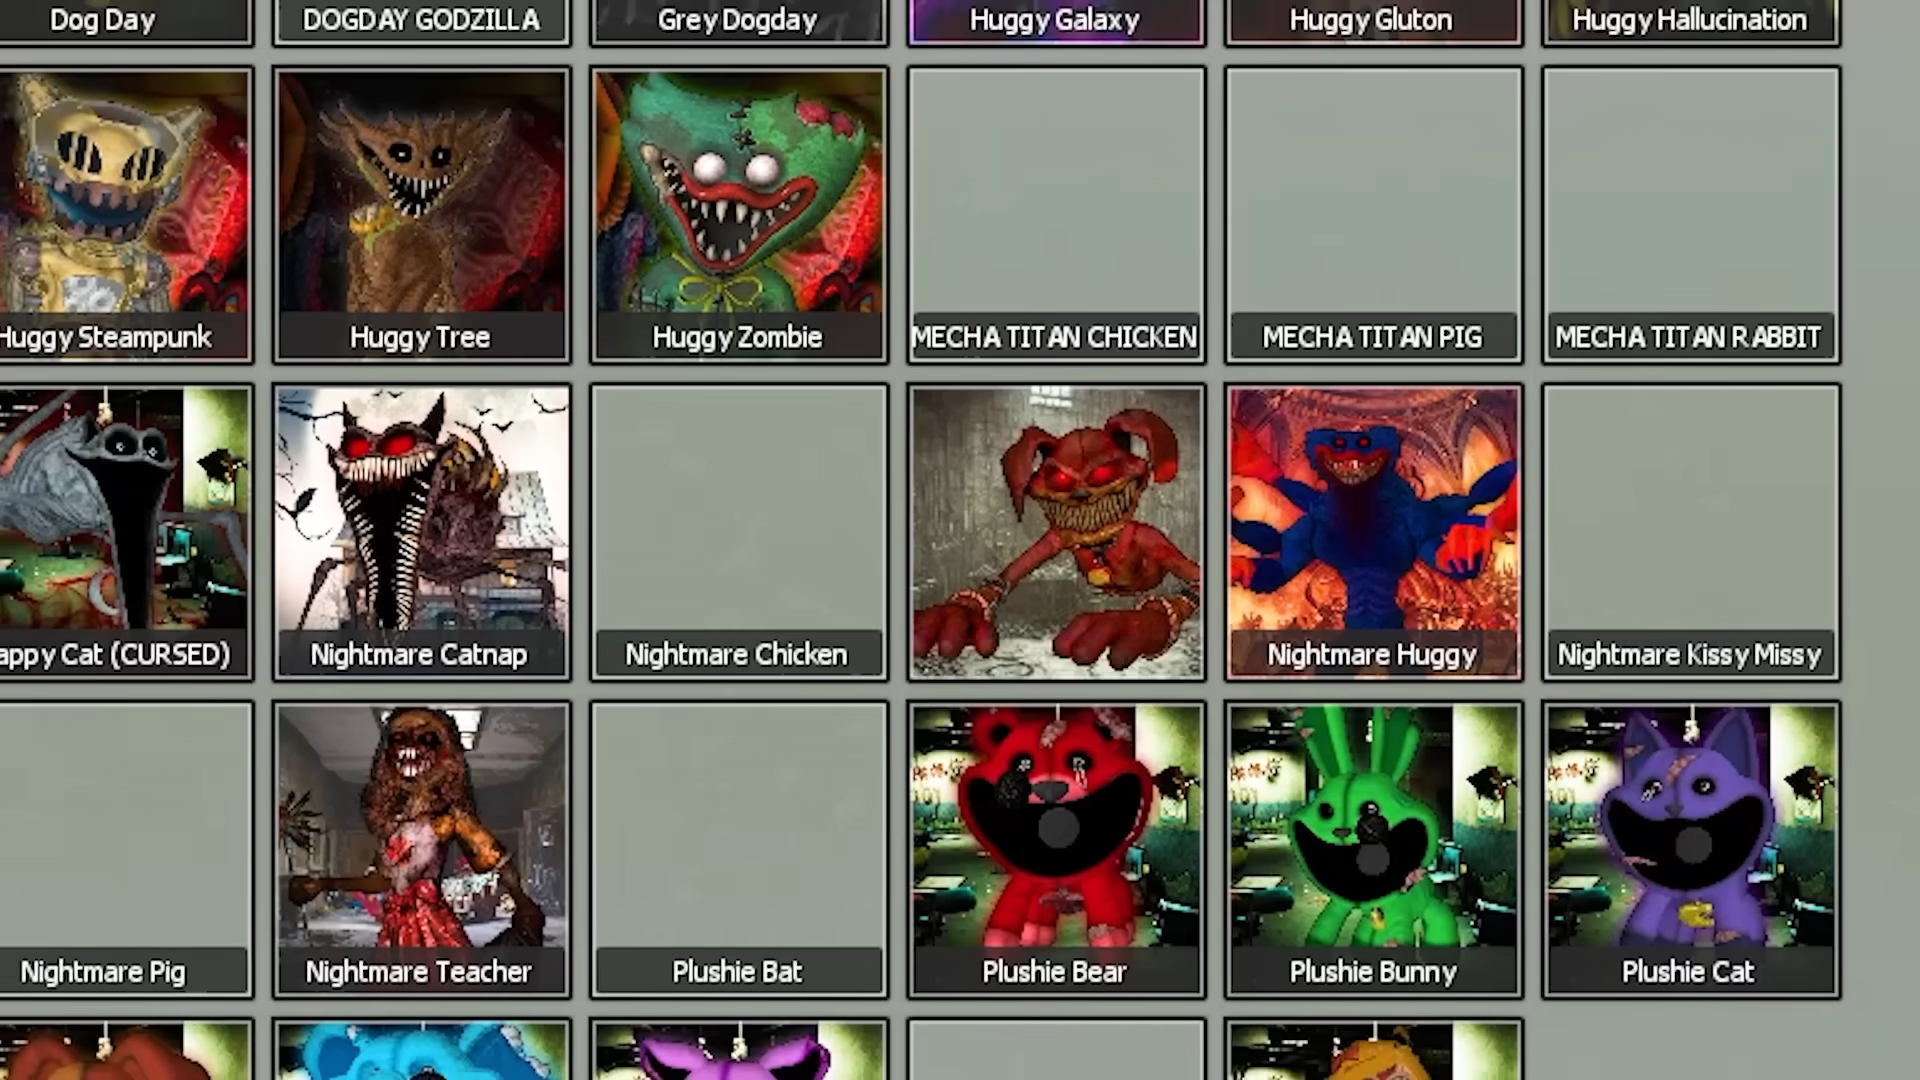 Dog Day
DOGDAY GODZILLA
Grey Dogday
Huggy Galaxy
Huggy Gluton
Huggy Hallucination
Huggy Steampunk
Huggy Tree
Huggy Zombie
MECHA TITAN CHICKEN
MECHA TITAN PIG
MECHA TITAN RABBIT
appy Cat (CURSED)
Nightmare Catnap
Nightmare Chicken
Nightmare Huggy
Nightmare Kissy Missy
Nightmare Pig
Nightmare Teacher
Plushie Bat
Plushie Bear
Plushie Bunny
Plushie Cat